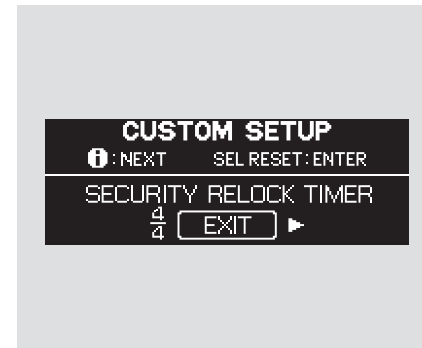 CUSTOM SETUP
i:NEXT SEL RESET:ENTER
SECURITY RELOCK TIMER
4/4 EXIT ▶